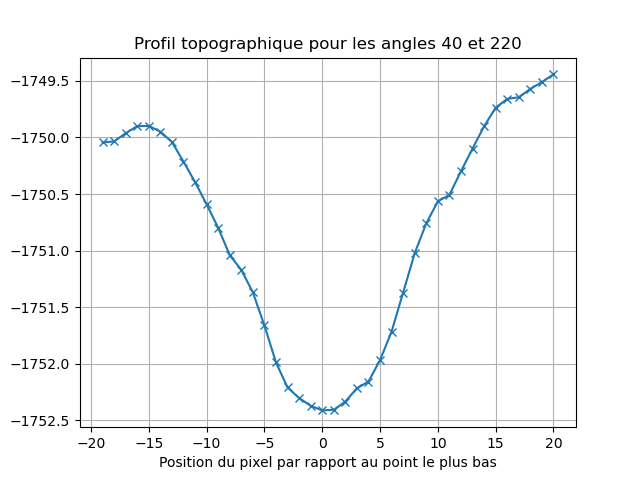 Profil topographique pour les angles 40 et 220
−1749.5
−1750.0
−1750.5
−1751.0
−1751.5
−1752.0
−1752.5
−20 −15 −10 −5 0 5 10 15 20
Position du pixel par rapport au point le plus bas